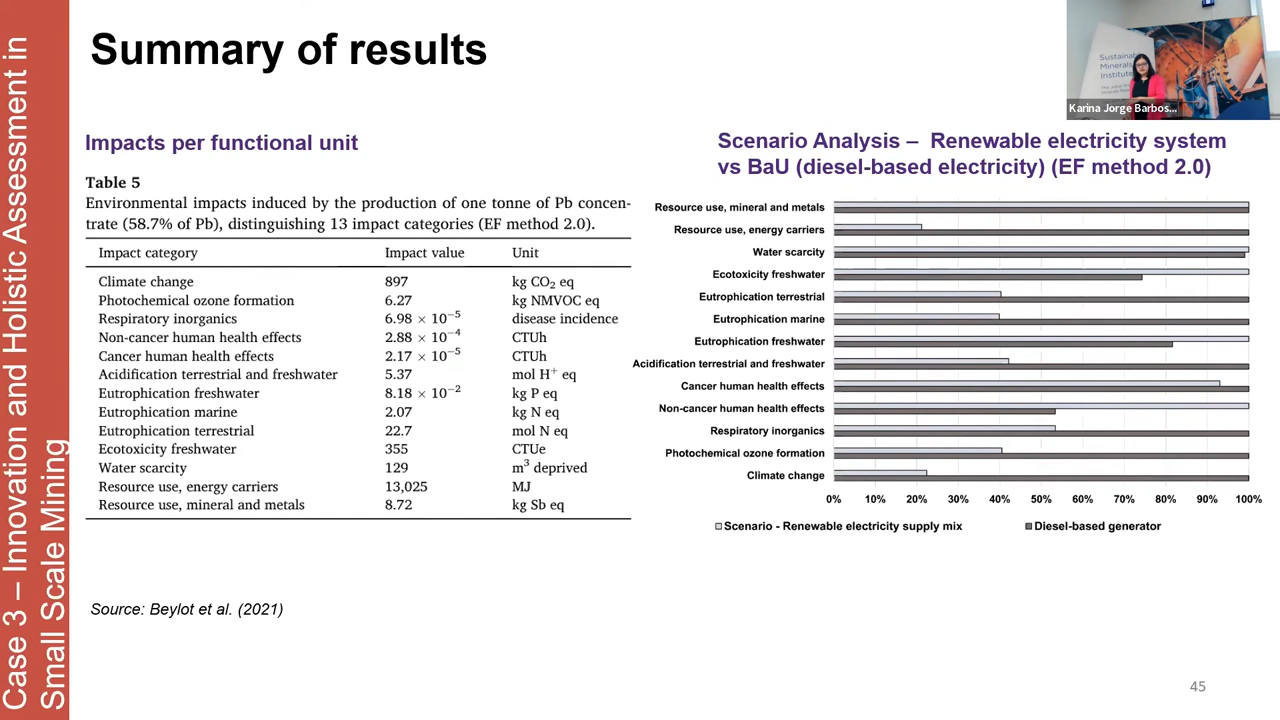 Case 3 – Innovation and Holistic Assessment in
Small Scale Mining
Summary of results
Sustainab
Minerals
Institute
Karina Jorge Barbos...
Impacts per functional unit
Table 5
Environmental impacts induced by the production of one tonne of Pb concen-
trate (58.7% of Pb), distinguishing 13 impact categories (EF method 2.0).
Impact category Impact value Unit
Climate change 897 kg CO₂ eq
Photochemical ozone formation 6.27 kg NMVOC eq
Respiratory inorganics 6.98 × 10⁻⁵ disease incidence
Non-cancer human health effects 2.88 × 10⁻⁴ CTUh
Cancer human health effects 2.17 × 10⁻⁵ CTUh
Acidification terrestrial and freshwater 5.37 mol H⁺ eq
Eutrophication freshwater 8.18 × 10⁻² kg P eq
Eutrophication marine 2.07 kg N eq
Eutrophication terrestrial 22.7 mol N eq
Ecotoxicity freshwater 355 CTUe
Water scarcity 129 m³ deprived
Resource use, energy carriers 13,025 MJ
Resource use, mineral and metals 8.72 kg Sb eq
Source: Beylot et al. (2021)
Scenario Analysis – Renewable electricity system
vs BaU (diesel-based electricity) (EF method 2.0)
Resource use, mineral and metals
Resource use, energy carriers
Water scarcity
Ecotoxicity freshwater
Eutrophication terrestrial
Eutrophication marine
Eutrophication freshwater
Acidification terrestrial and freshwater
Cancer human health effects
Non-cancer human health effects
Respiratory inorganics
Photochemical ozone formation
Climate change
0% 10% 20% 30% 40% 50% 60% 70% 80% 90% 100%
Scenario - Renewable electricity supply mix Diesel-based generator
45